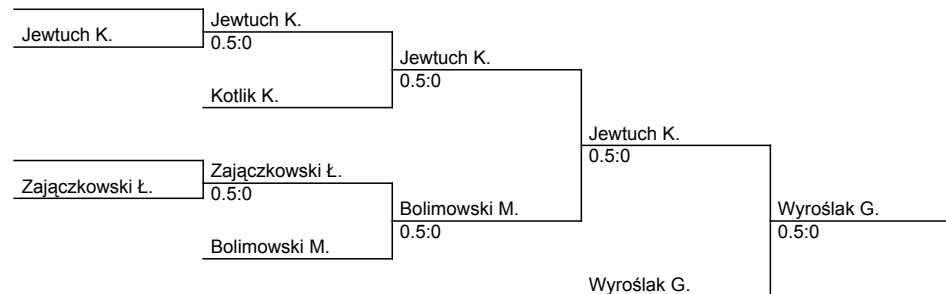 Jewtuch K.
Jewtuch K.
0.5:0
Jewtuch K.
0.5:0
Kotlik K.
Jewtuch K.
0.5:0
Zajączkowski Ł.
Zajączkowski Ł.
0.5:0
Bolimowski M.
0.5:0
Wyroślak G.
0.5:0
Bolimowski M.
Wyroślak G.